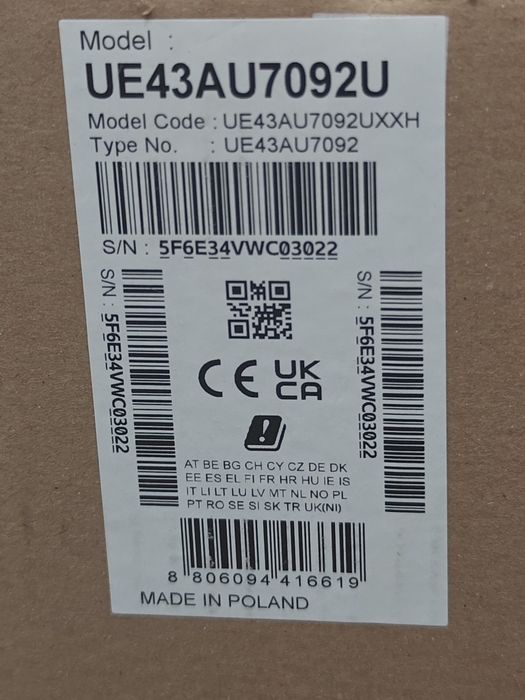 Model :
UE43AU7092U
Model Code : UE43AU7092UXXH
Type No. : UE43AU7092
S/N : 5F6E34VWC03022
S/N : 5F6E34VWC03022
S/N : 5F6E34VWC03022
CE UK
CA
AT BE BG CH CY CZ DE DK
EE ES EL FI FR HR HU IE IS
IT LI LT LU LV MT NL NO PL
PT RO SE SI SK TR UK(NI)
8 806094 416619
MADE IN POLAND